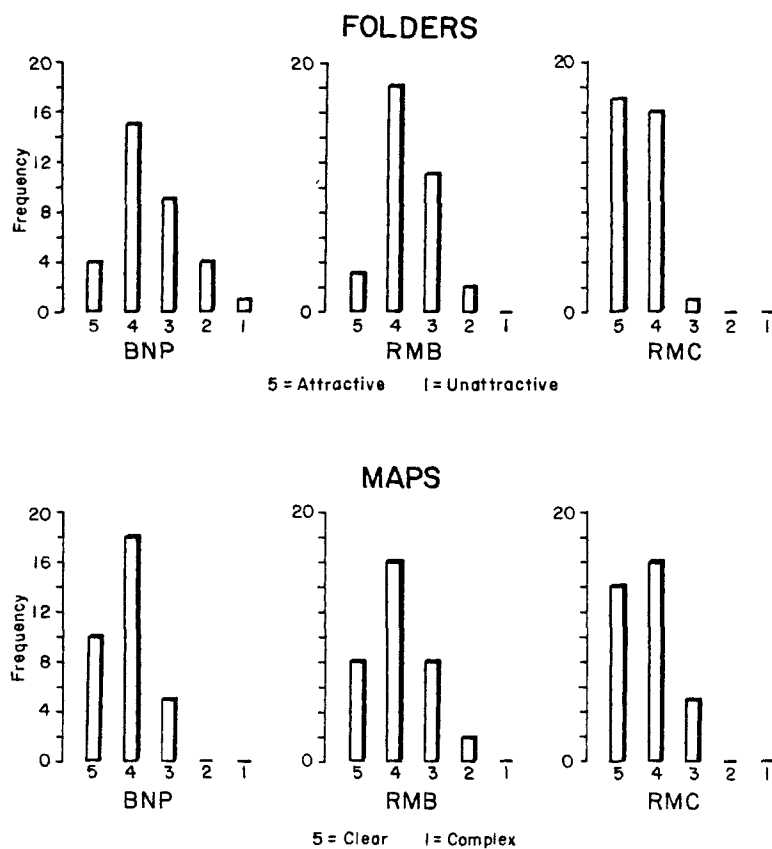 FOLDERS
Frequency
20
16
12
8
4
0
5 4 3 2 1
BNP
20
0
5 4 3 2 1
RMB
20
0
5 4 3 2 1
RMC
5 = Attractive 1 = Unattractive
MAPS
Frequency
20
16
12
8
4
0
5 4 3 2 1
BNP
20
0
5 4 3 2 1
RMB
20
0
5 4 3 2 1
RMC
5 = Clear 1 = Complex